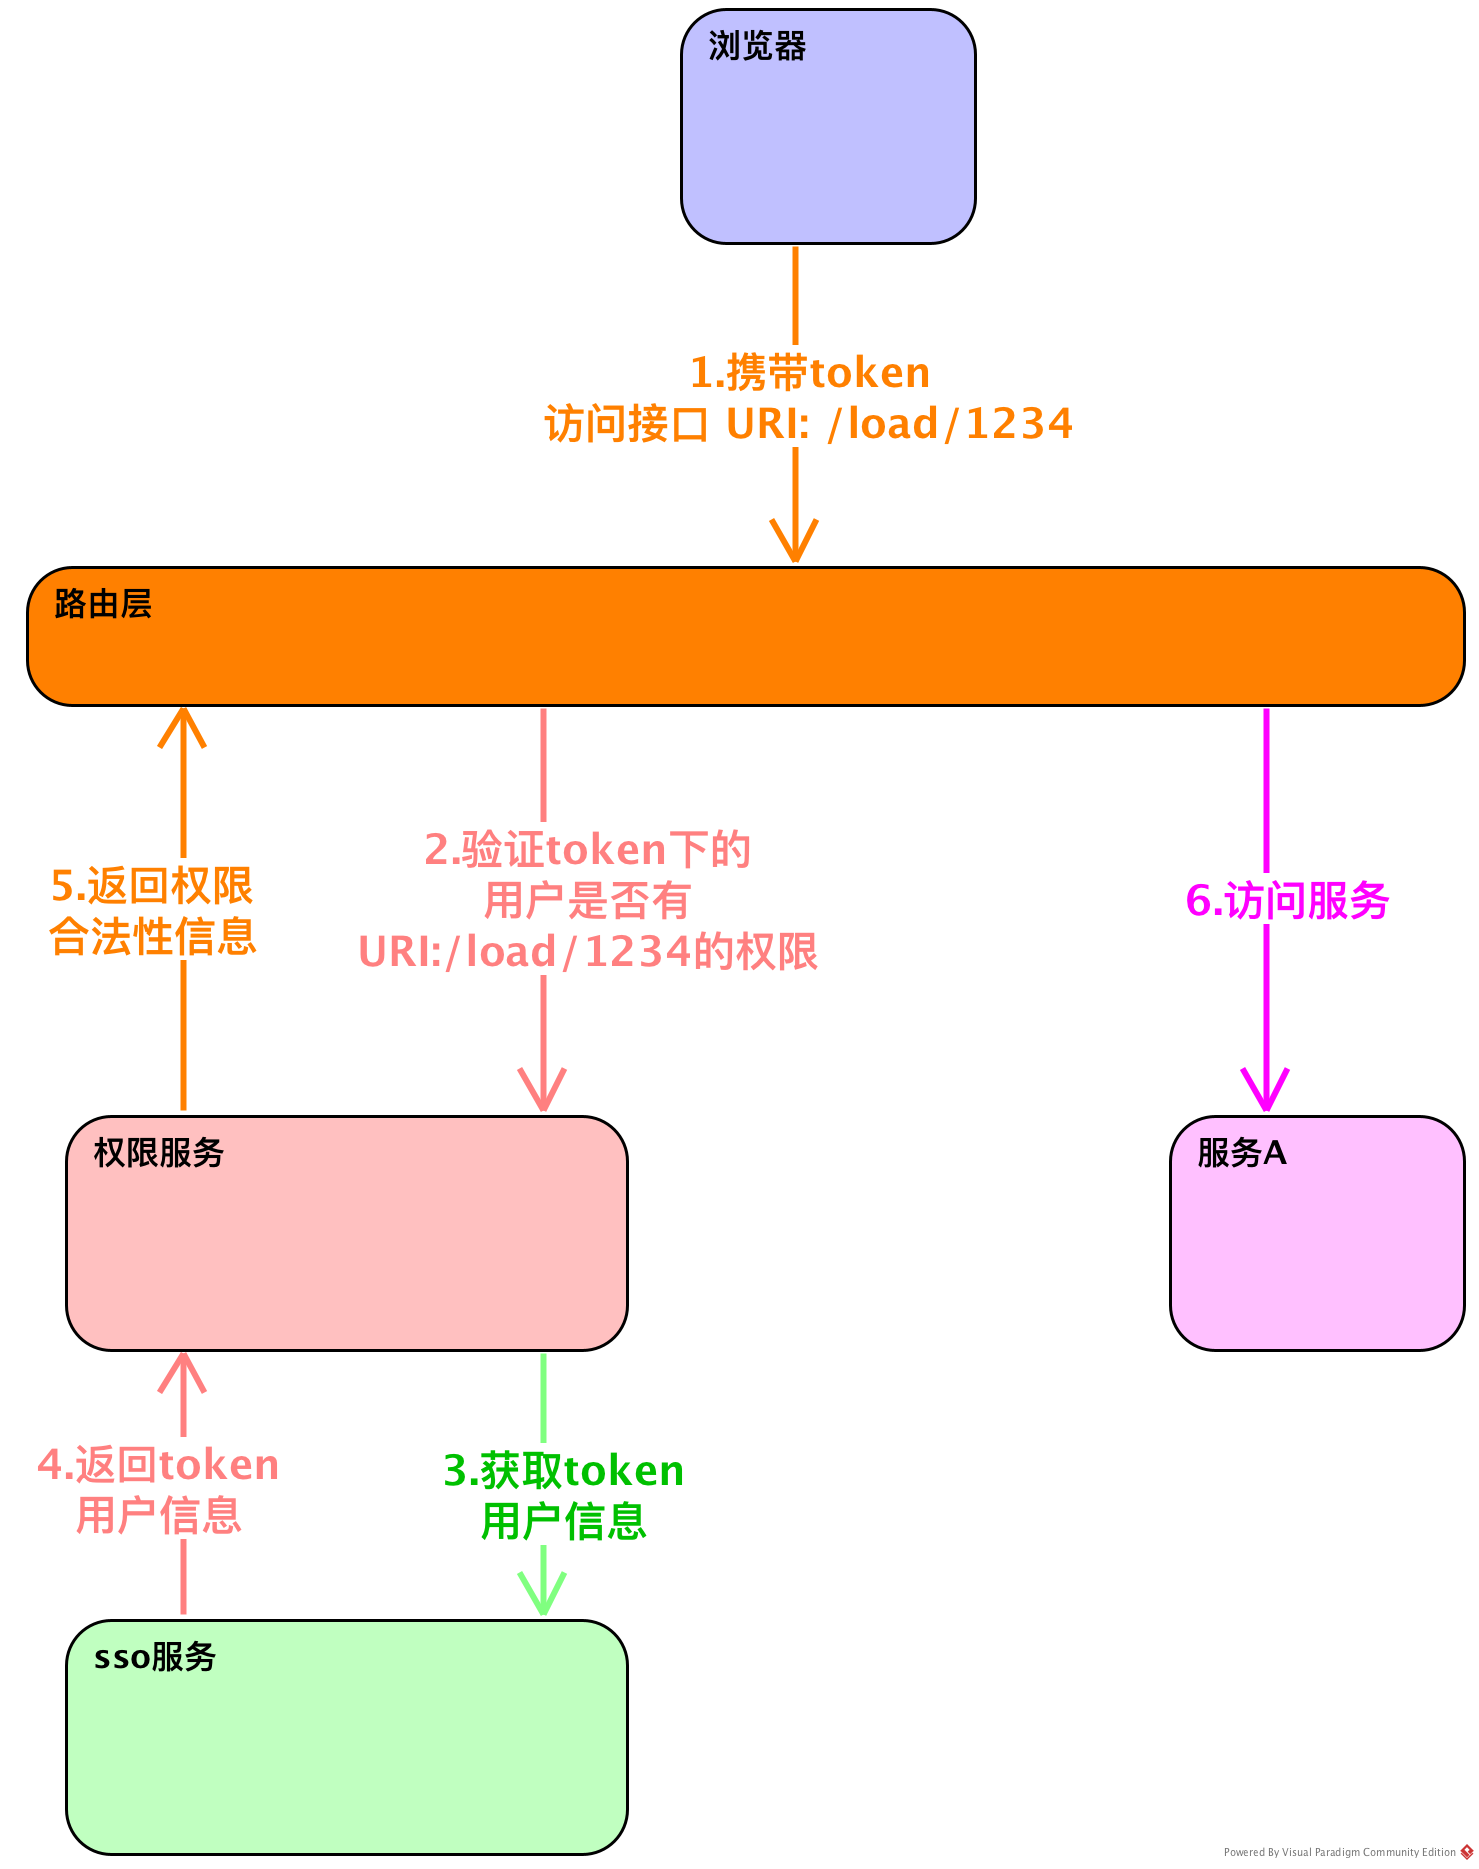 浏览器
1.携带token
访问接口 URI: /load/1234
路由层
2.验证token下的
用户是否有
URI:/load/1234的权限
5.返回权限
合法性信息
6.访问服务
权限服务
服务A
4.返回token
用户信息
3.获取token
用户信息
sso服务
Powered By Visual Paradigm Community Edition